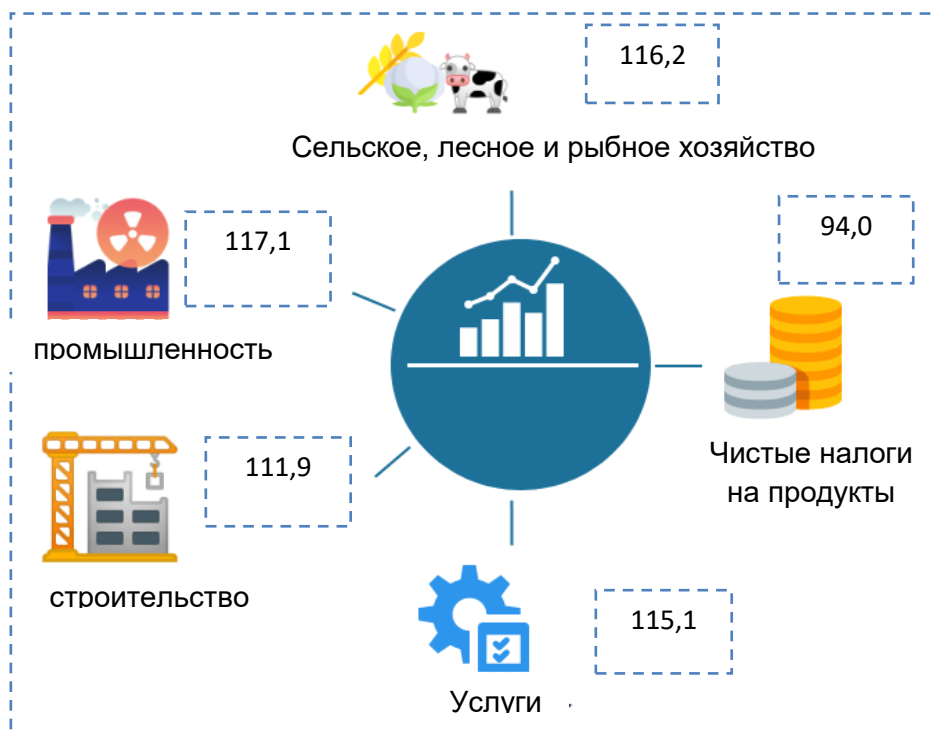 116,2
Сельское, лесное и рыбное хозяйство
117,1
промышленность
94,0
Чистые налоги
на продукты
111,9
строительство
115,1
Услуги